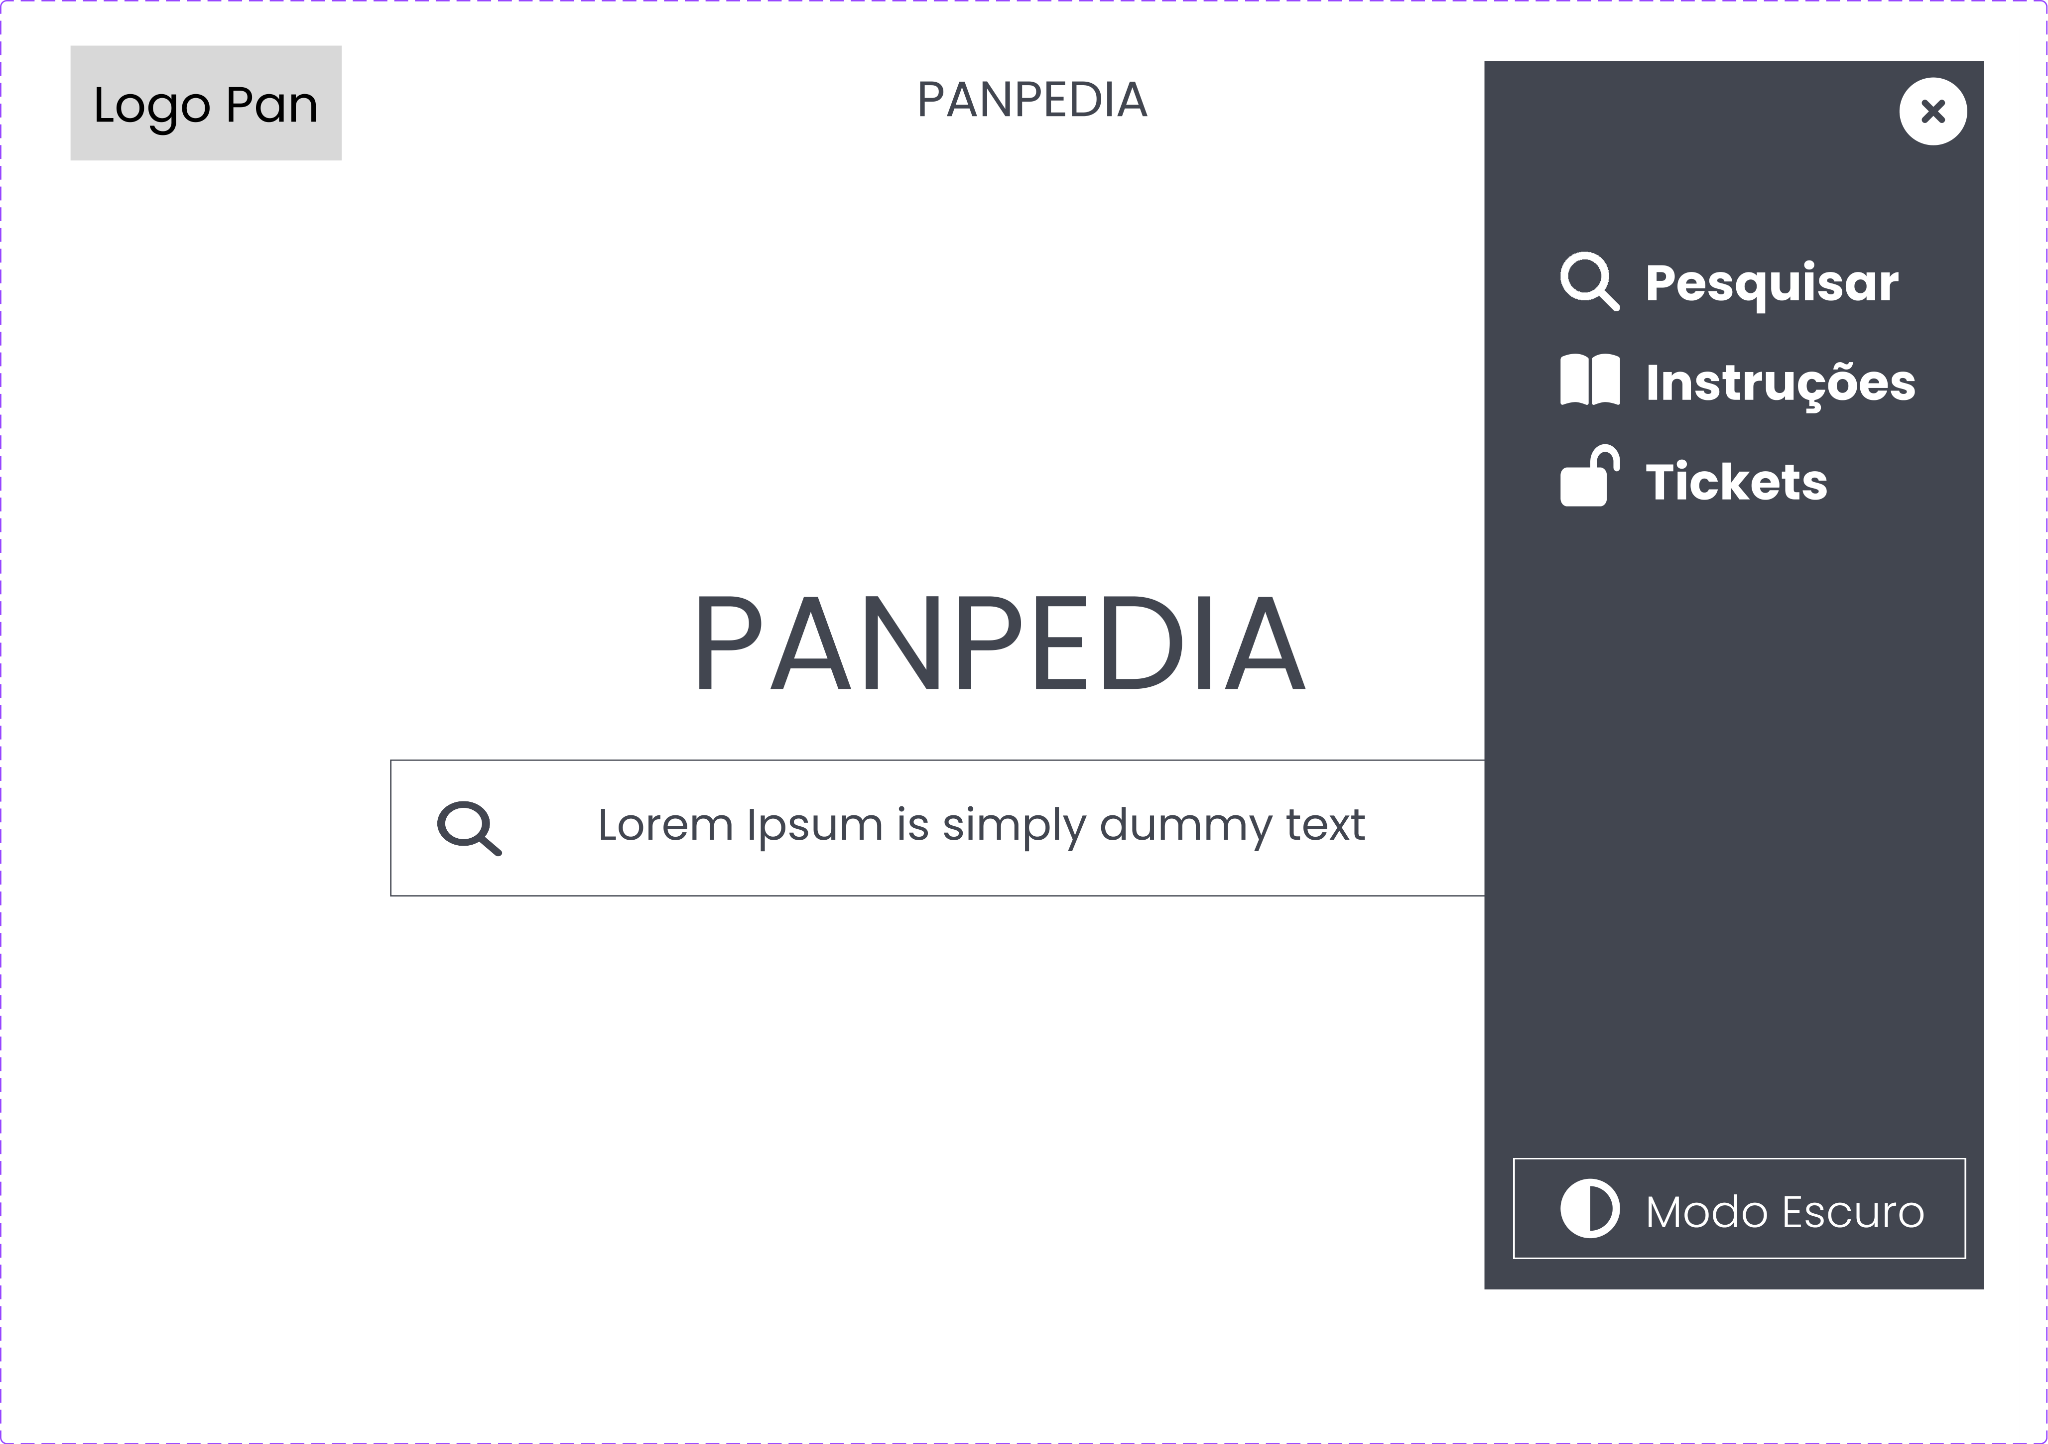 Logo Pan
PANPEDIA
Pesquisar
Instruções
Tickets
PANPEDIA
Lorem Ipsum is simply dummy text
Modo Escuro